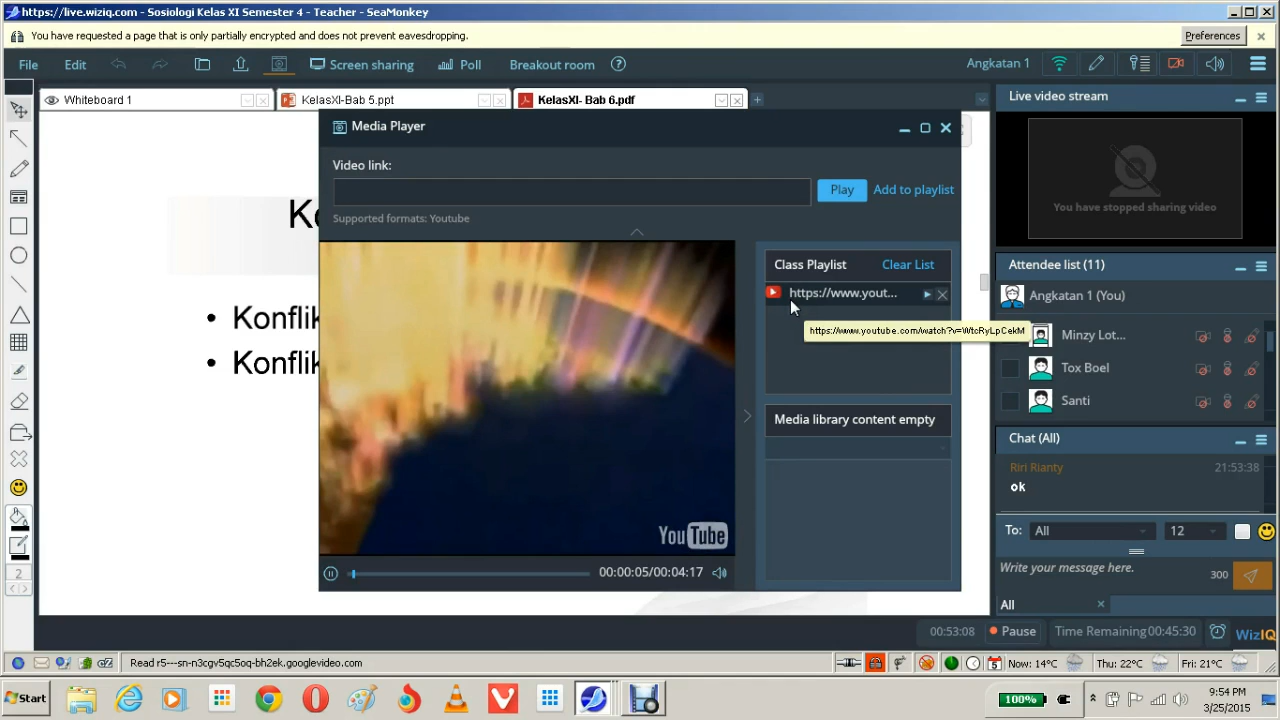 https://live.wiziq.com - Sosiologi Kelas XI Semester 4 - Teacher - SeaMonkey
You have requested a page that is only partially encrypted and does not prevent eavesdropping.
Preferences
File Edit Screen sharing Poll Breakout room Angkatan 1
Whiteboard 1 KelasXI-Bab 5.ppt KelasXI- Bab 6.pdf
Live video stream
You have stopped sharing video
Media Player
Video link:
Play Add to playlist
Supported formats: Youtube
Class Playlist Clear List
https://www.yout...
https://www.youtube.com/watch?v=WtcRyLpCekM
Media library content empty
YouTube
00:00:05/00:04:17
• Konflik
• Konflik
2
Attendee list (11)
Angkatan 1 (You)
Minzy Lot...
Tox Boel
Santi
Chat (All)
Riri Rianty 21:53:38
ok
To: All 12
Write your message here. 300
All
00:53:08 Pause Time Remaining 00:45:30 WizIQ
Read r5---sn-n3cgv5qc5oq-bh2ek.googlevideo.com
5 Now: 14°C Thu: 22°C Fri: 21°C
Start 100% 9:54 PM
3/25/2015